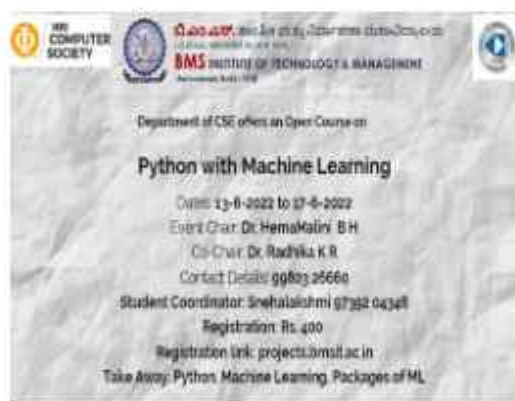 COMPUTER
SOCIETY
BMS INSTITUTE OF TECHNOLOGY & MANAGEMENT
Department of CSE offers an Open Course on
Python with Machine Learning
Dates: 13-6-2022 to 17-6-2022
Event Chair: Dr. HemaMalini B H
Co-Chair: Dr. Radhika K R
Contact Details: 99803 26660
Student Coordinator: Snehalakshmi 97392 04348
Registration: Rs. 400
Registration link: projects.bmsit.ac.in
Take Away: Python, Machine Learning, Packages of ML